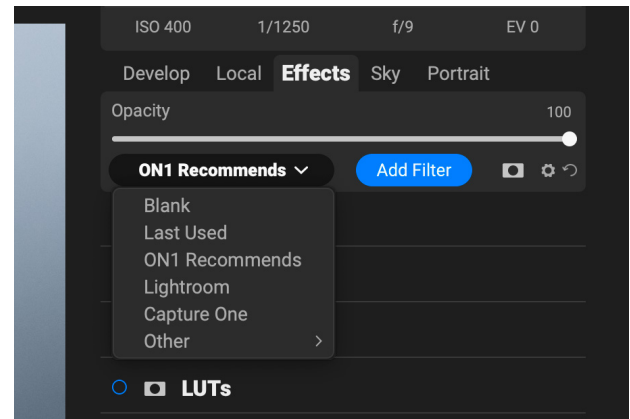 ISO 400 1/1250 f/9 EV 0
Develop Local Effects Sky Portrait
Opacity 100
ON1 Recommends Add Filter
Blank
Last Used
ON1 Recommends
Lightroom
Capture One
Other
LUTs